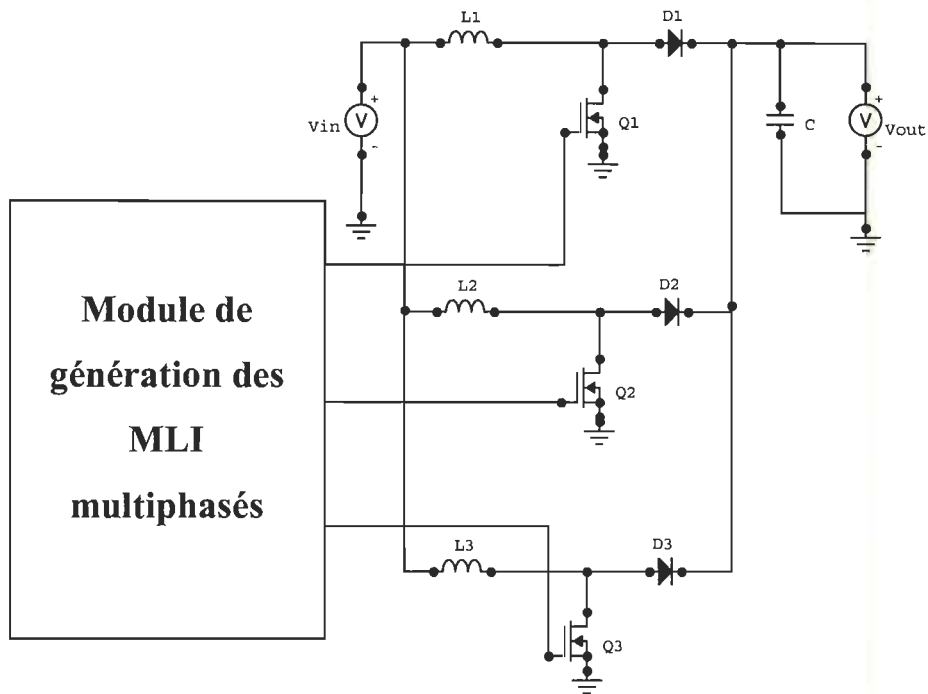 L1
D1
+
Vin
V
-
Q1
C
+
V
Vout
-
Module de
génération des
MLI
multiphasés
L2
D2
Q2
L3
D3
Q3